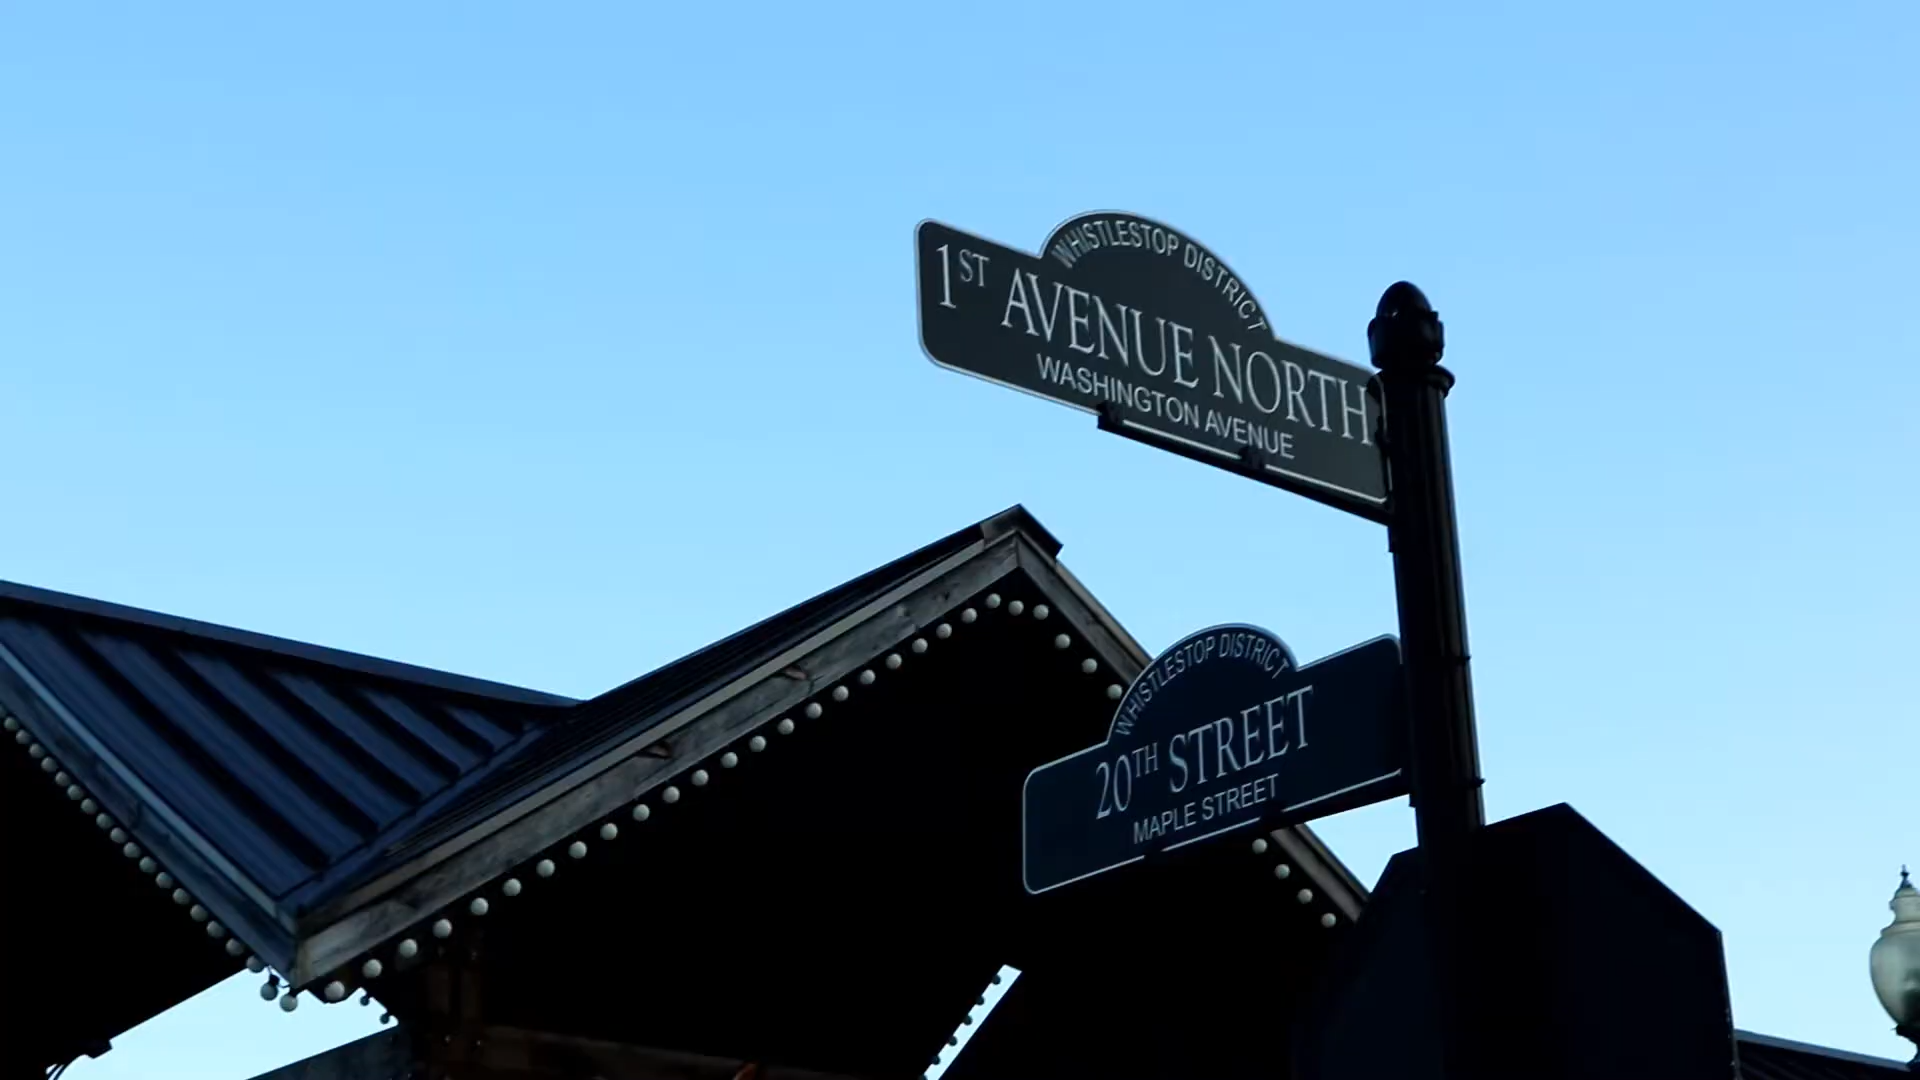 WHISTLESTOP DISTRICT
1ST AVENUE NORTH
WASHINGTON AVENUE
WHISTLESTOP DISTRICT
20TH STREET
MAPLE STREET